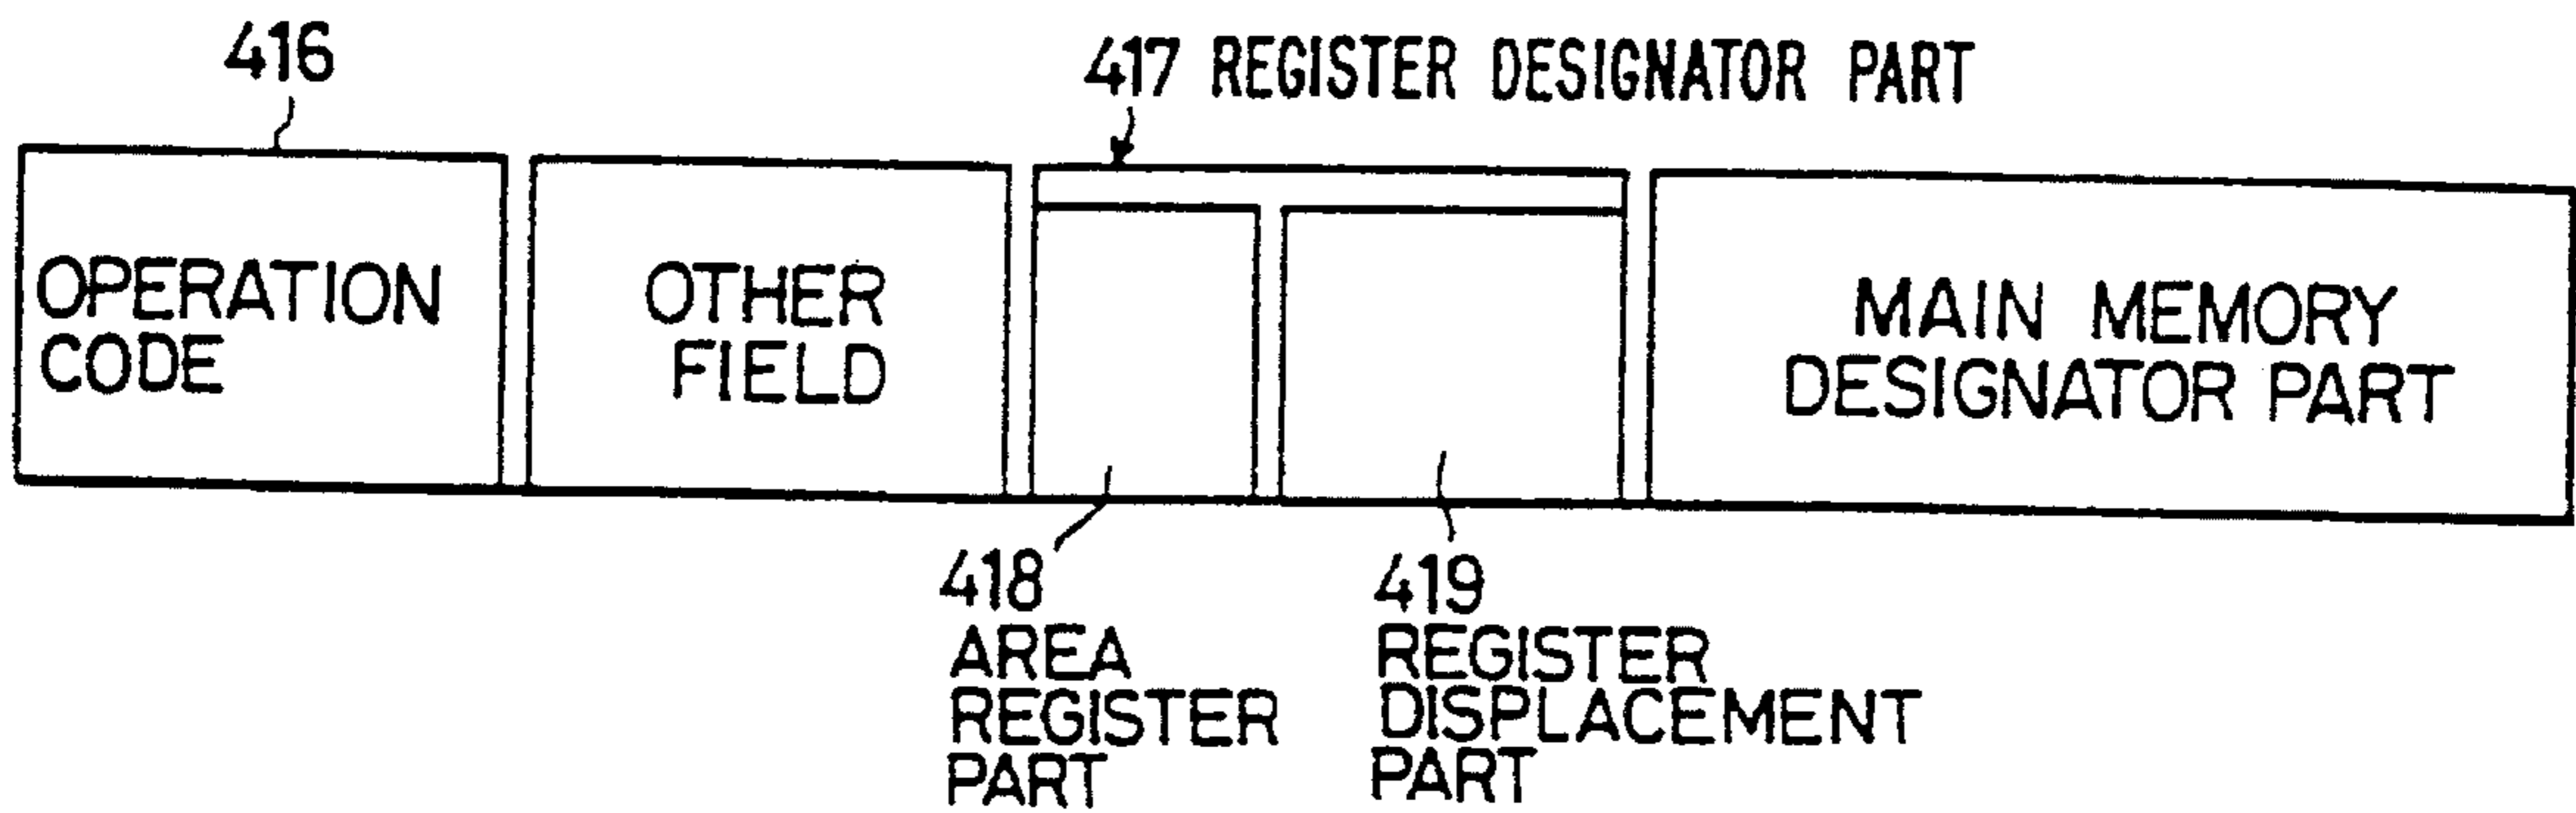 416
417 REGISTER DESIGNATOR PART
OPERATION
CODE
OTHER
FIELD
MAIN MEMORY
DESIGNATOR PART
418
AREA
REGISTER
PART
419
REGISTER
DISPLACEMENT
PART